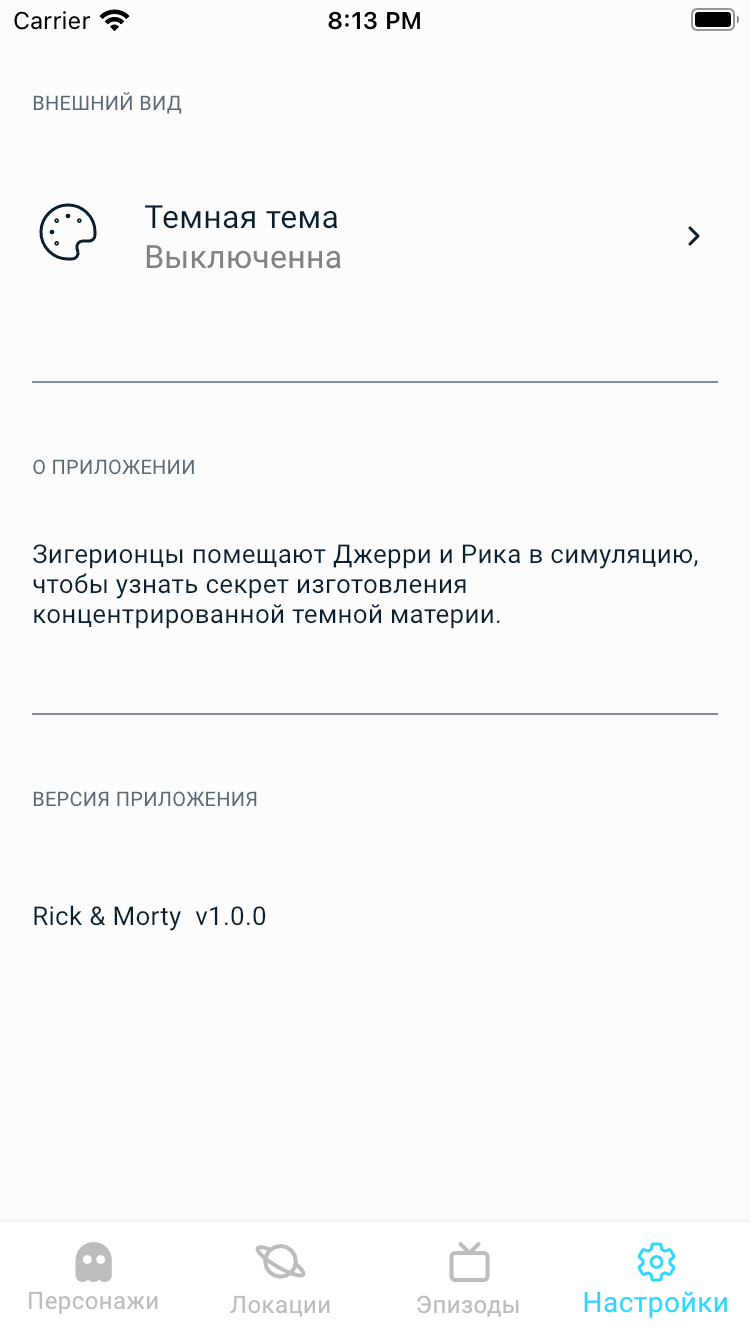 Carrier 8:13 PM
ВНЕШНИЙ ВИД
Темная тема
Выключенна
О ПРИЛОЖЕНИИ
Зигерионцы помещают Джерри и Рика в симуляцию,
чтобы узнать секрет изготовления
концентрированной темной материи.
ВЕРСИЯ ПРИЛОЖЕНИЯ
Rick & Morty v1.0.0
Персонажи Локации Эпизоды Настройки